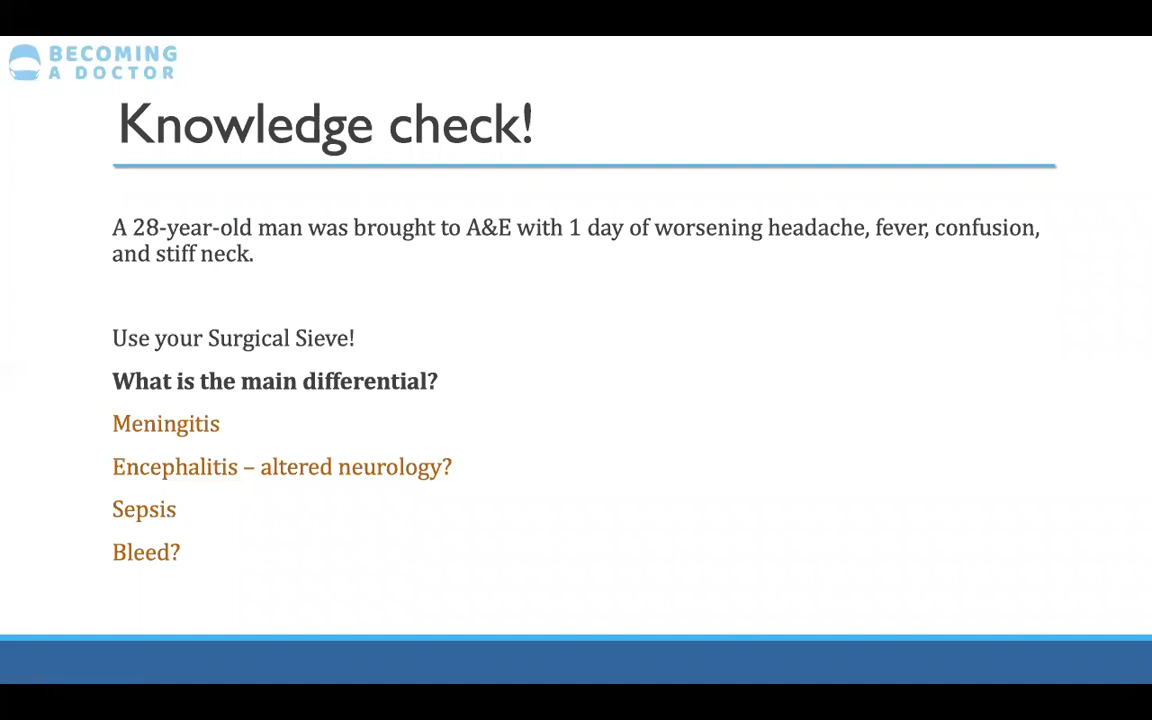 BECOMING
A DOCTOR
Knowledge check!
A 28-year-old man was brought to A&E with 1 day of worsening headache, fever, confusion,
and stiff neck.
Use your Surgical Sieve!
What is the main differential?
Meningitis
Encephalitis – altered neurology?
Sepsis
Bleed?